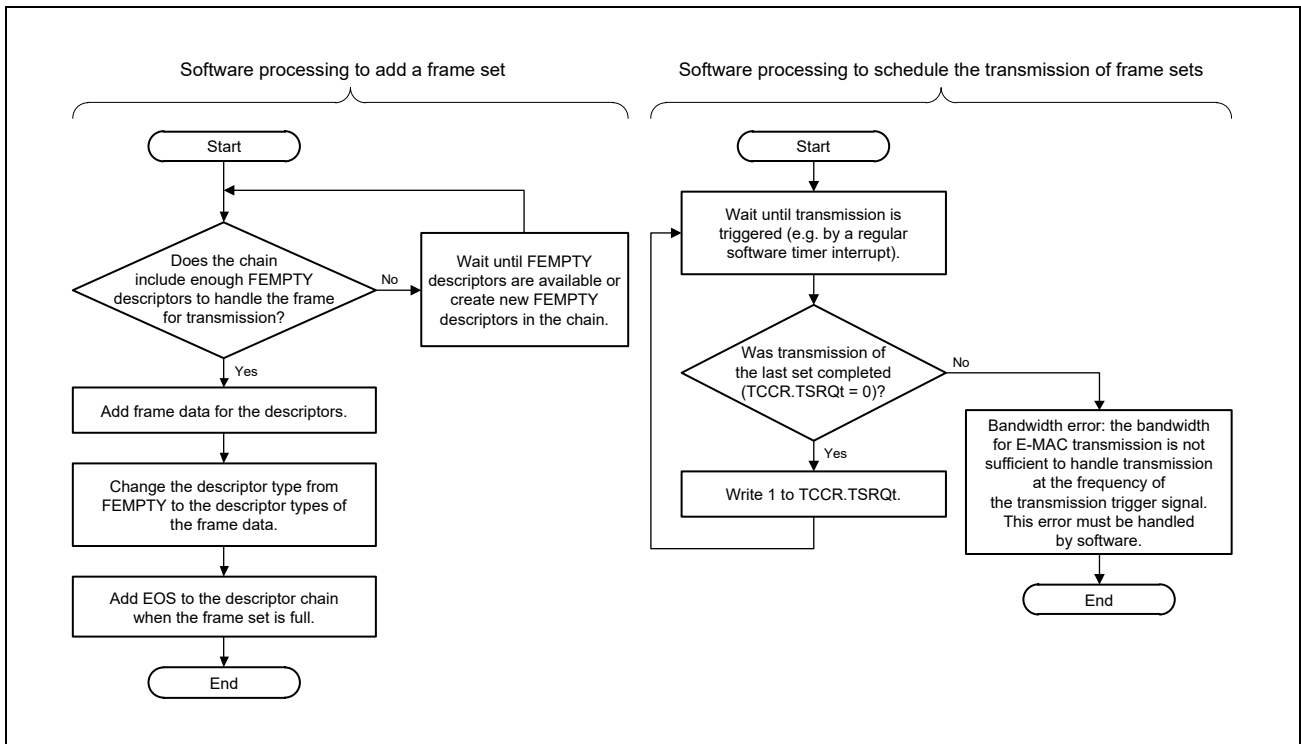 Software processing to add a frame set
Start
Does the chain
include enough FEMPTY
descriptors to handle the frame
for transmission?
No
Wait until FEMPTY
descriptors are available or
create new FEMPTY
descriptors in the chain.
Yes
Add frame data for the descriptors.
Change the descriptor type from
FEMPTY to the descriptor types of
the frame data.
Add EOS to the descriptor chain
when the frame set is full.
End
Software processing to schedule the transmission of frame sets
Start
Wait until transmission is
triggered (e.g. by a regular
software timer interrupt).
Was transmission of
the last set completed
(TCCR.TSRQt = 0)?
No
Yes
Write 1 to TCCR.TSRQt.
Bandwidth error: the bandwidth
for E-MAC transmission is not
sufficient to handle transmission
at the frequency of
the transmission trigger signal.
This error must be handled
by software.
End